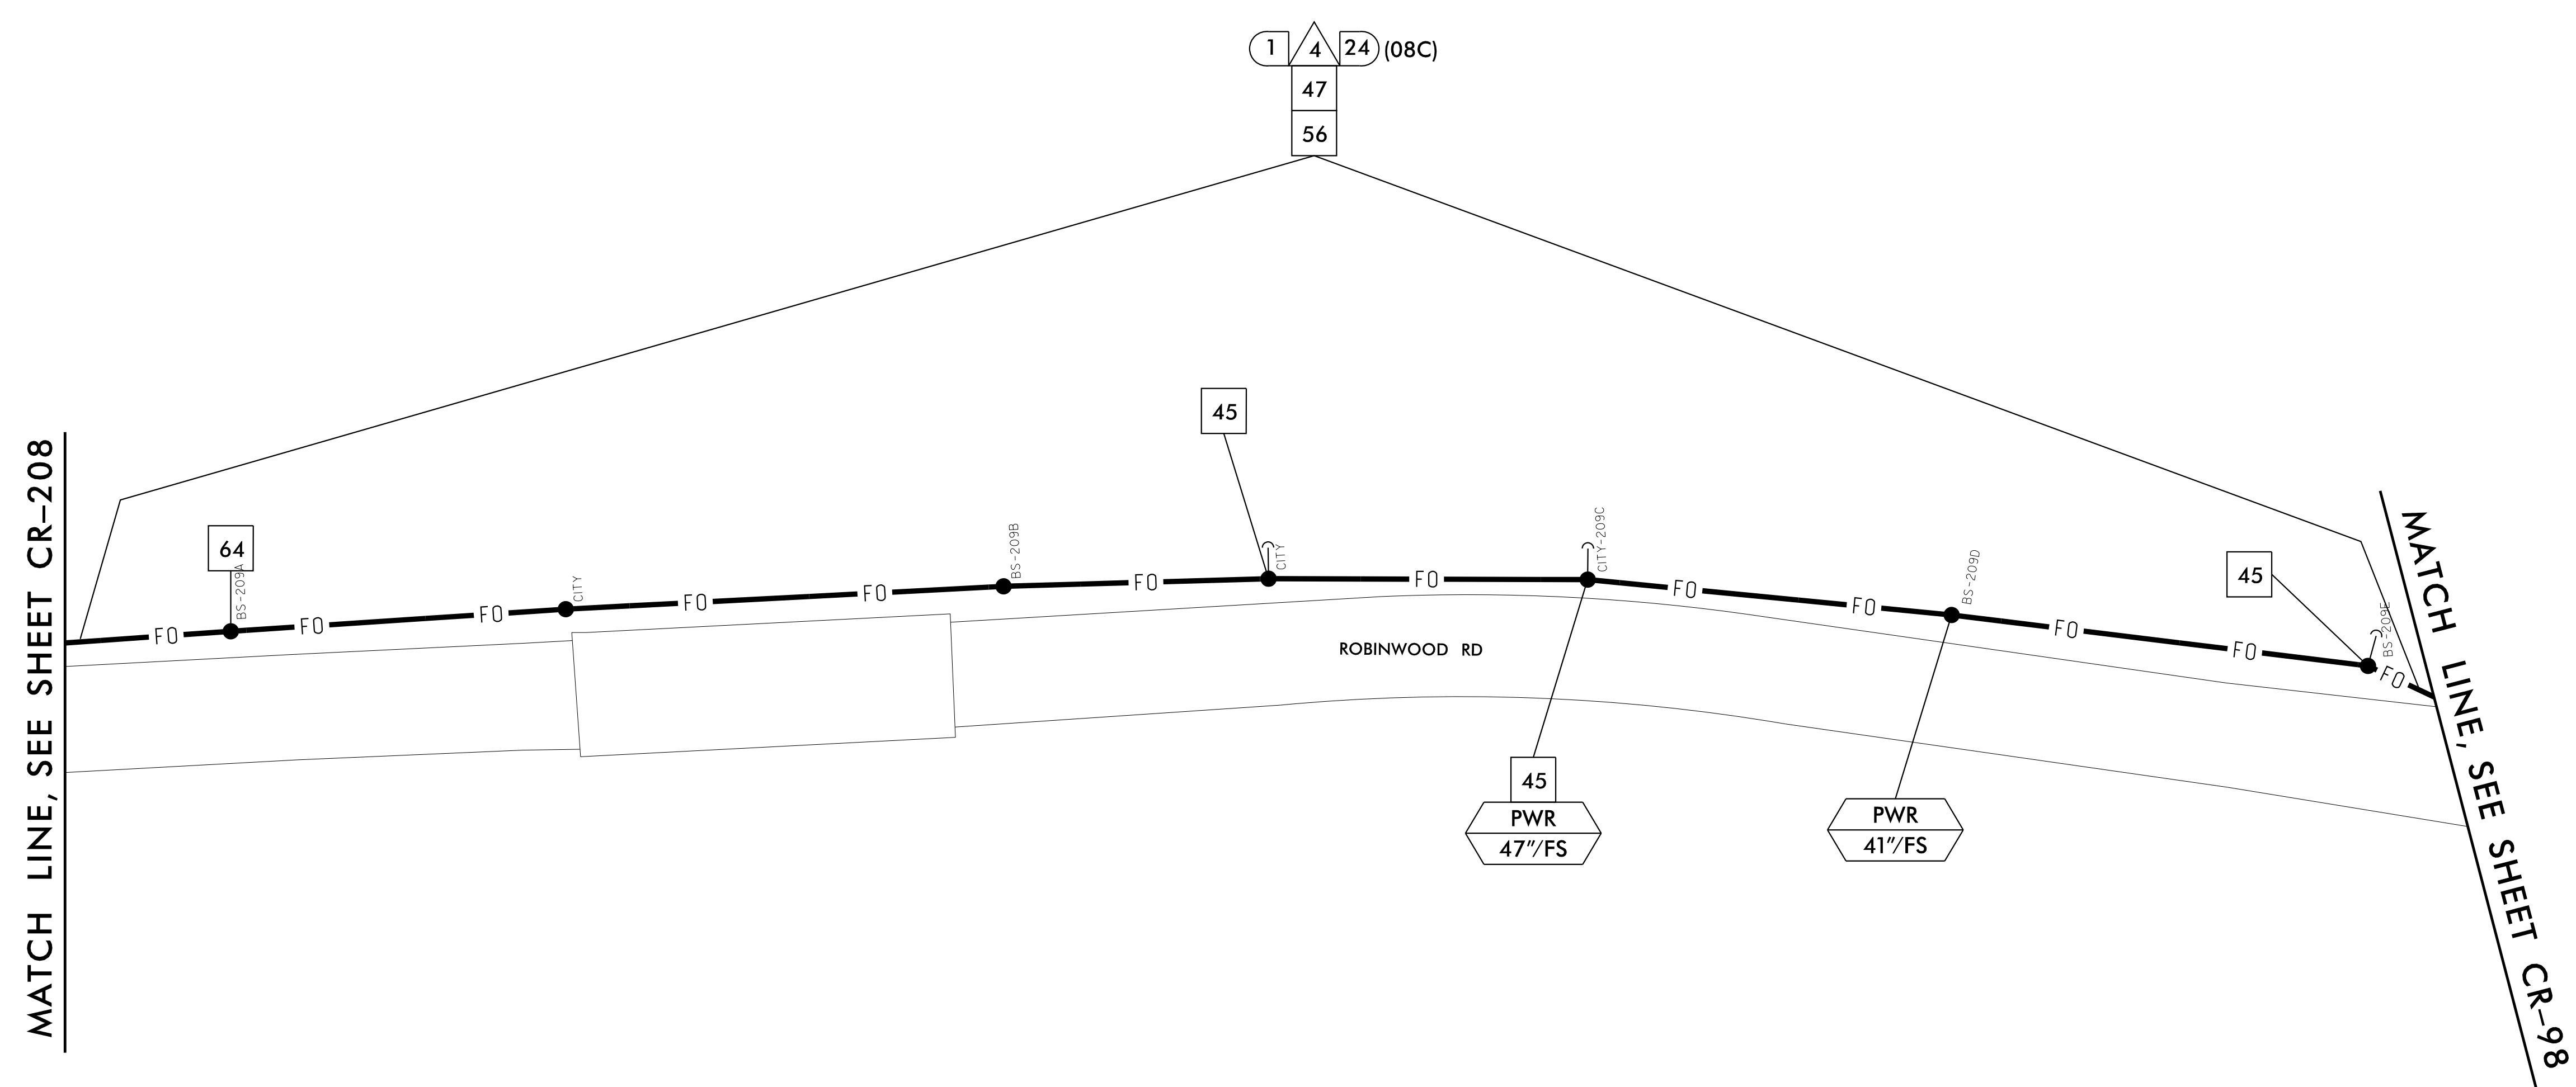 1 4 24 (08C)
47
56
45
64
BS-209A
CITY
BS-209B
CITY
CITY-209C
BS-209D
45
BS-209E
FO FO FO FO FO FO FO FO FO FO FO FO
ROBINWOOD RD
45
PWR
47"/FS
PWR
41"/FS
MATCH LINE, SEE SHEET CR-208
MATCH LINE, SEE SHEET CR-98